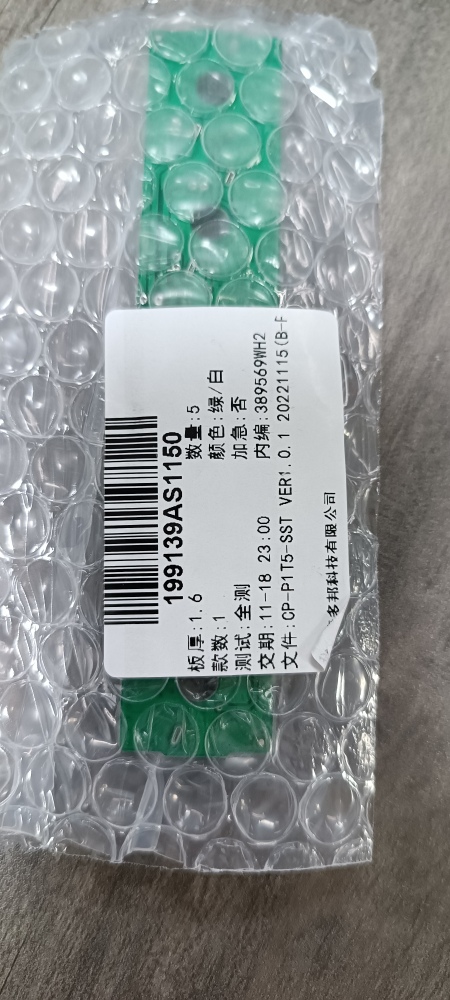 199139AS1150
板厚:1.6 数量:5
款数:1 颜色:绿/白
测试:全测 加急:否
交期:11-18 23:00 内编:389569WH2
文件:CP-P1T5-SST VER1.0.1 20221115(B-P
多邦科技有限公司